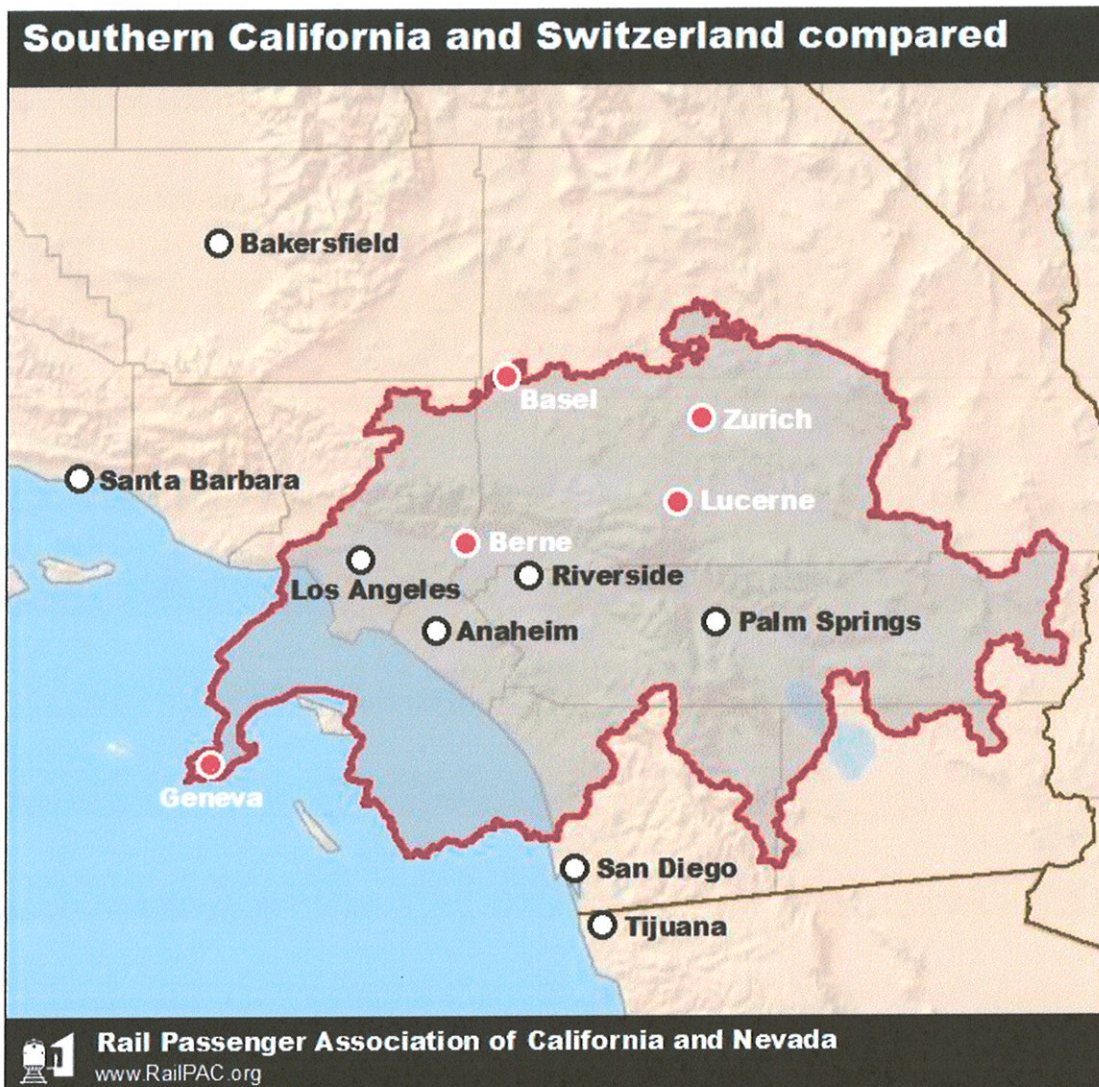 Southern California and Switzerland compared
Bakersfield
Basel
Zurich
Santa Barbara
Lucerne
Berne
Los Angeles
Riverside
Anaheim
Palm Springs
Geneva
San Diego
Tijuana
Rail Passenger Association of California and Nevada
www.RailPAC.org